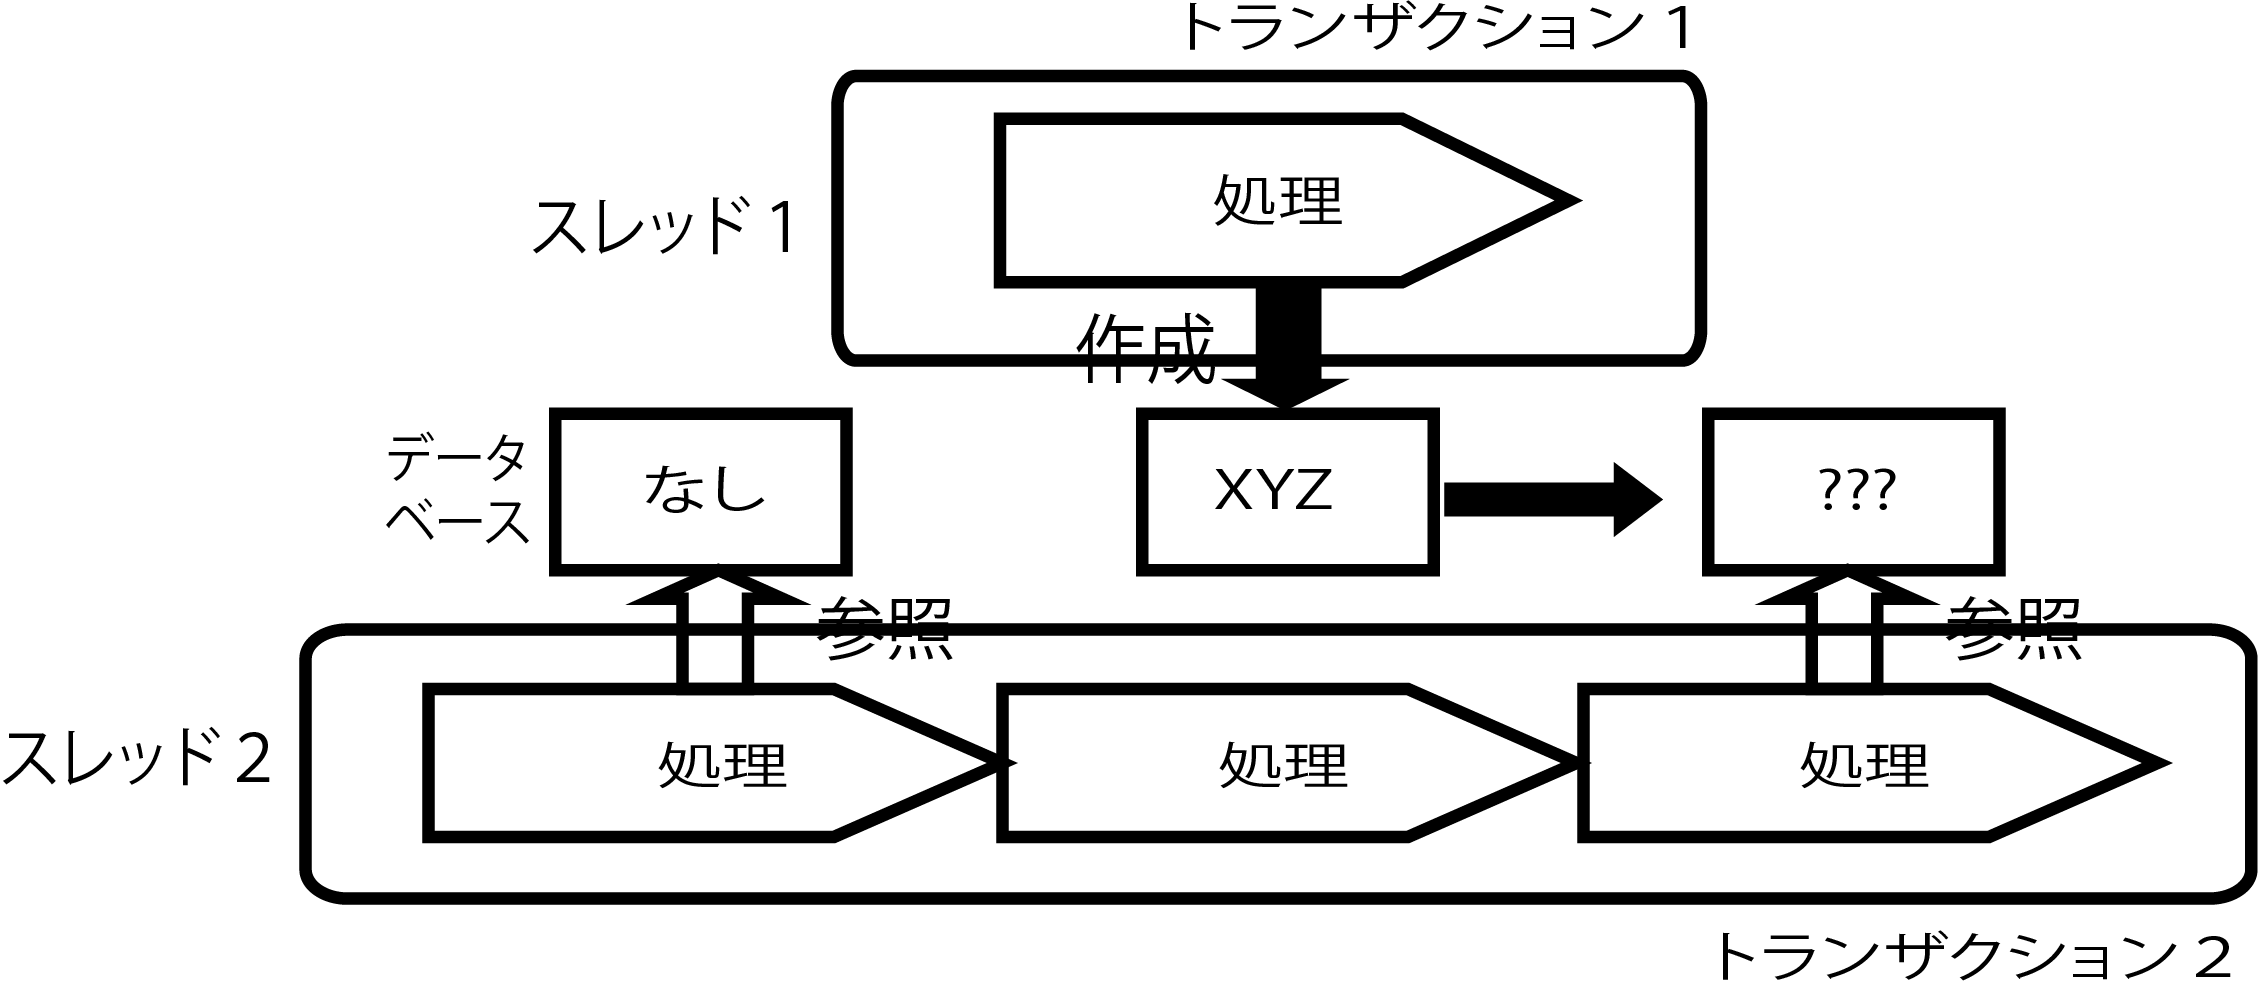 トランザクション 1
スレッド 1
処理
作成
データ
ベース
なし
XYZ
???
参照
参照
スレッド 2
処理
処理
処理
トランザクション 2